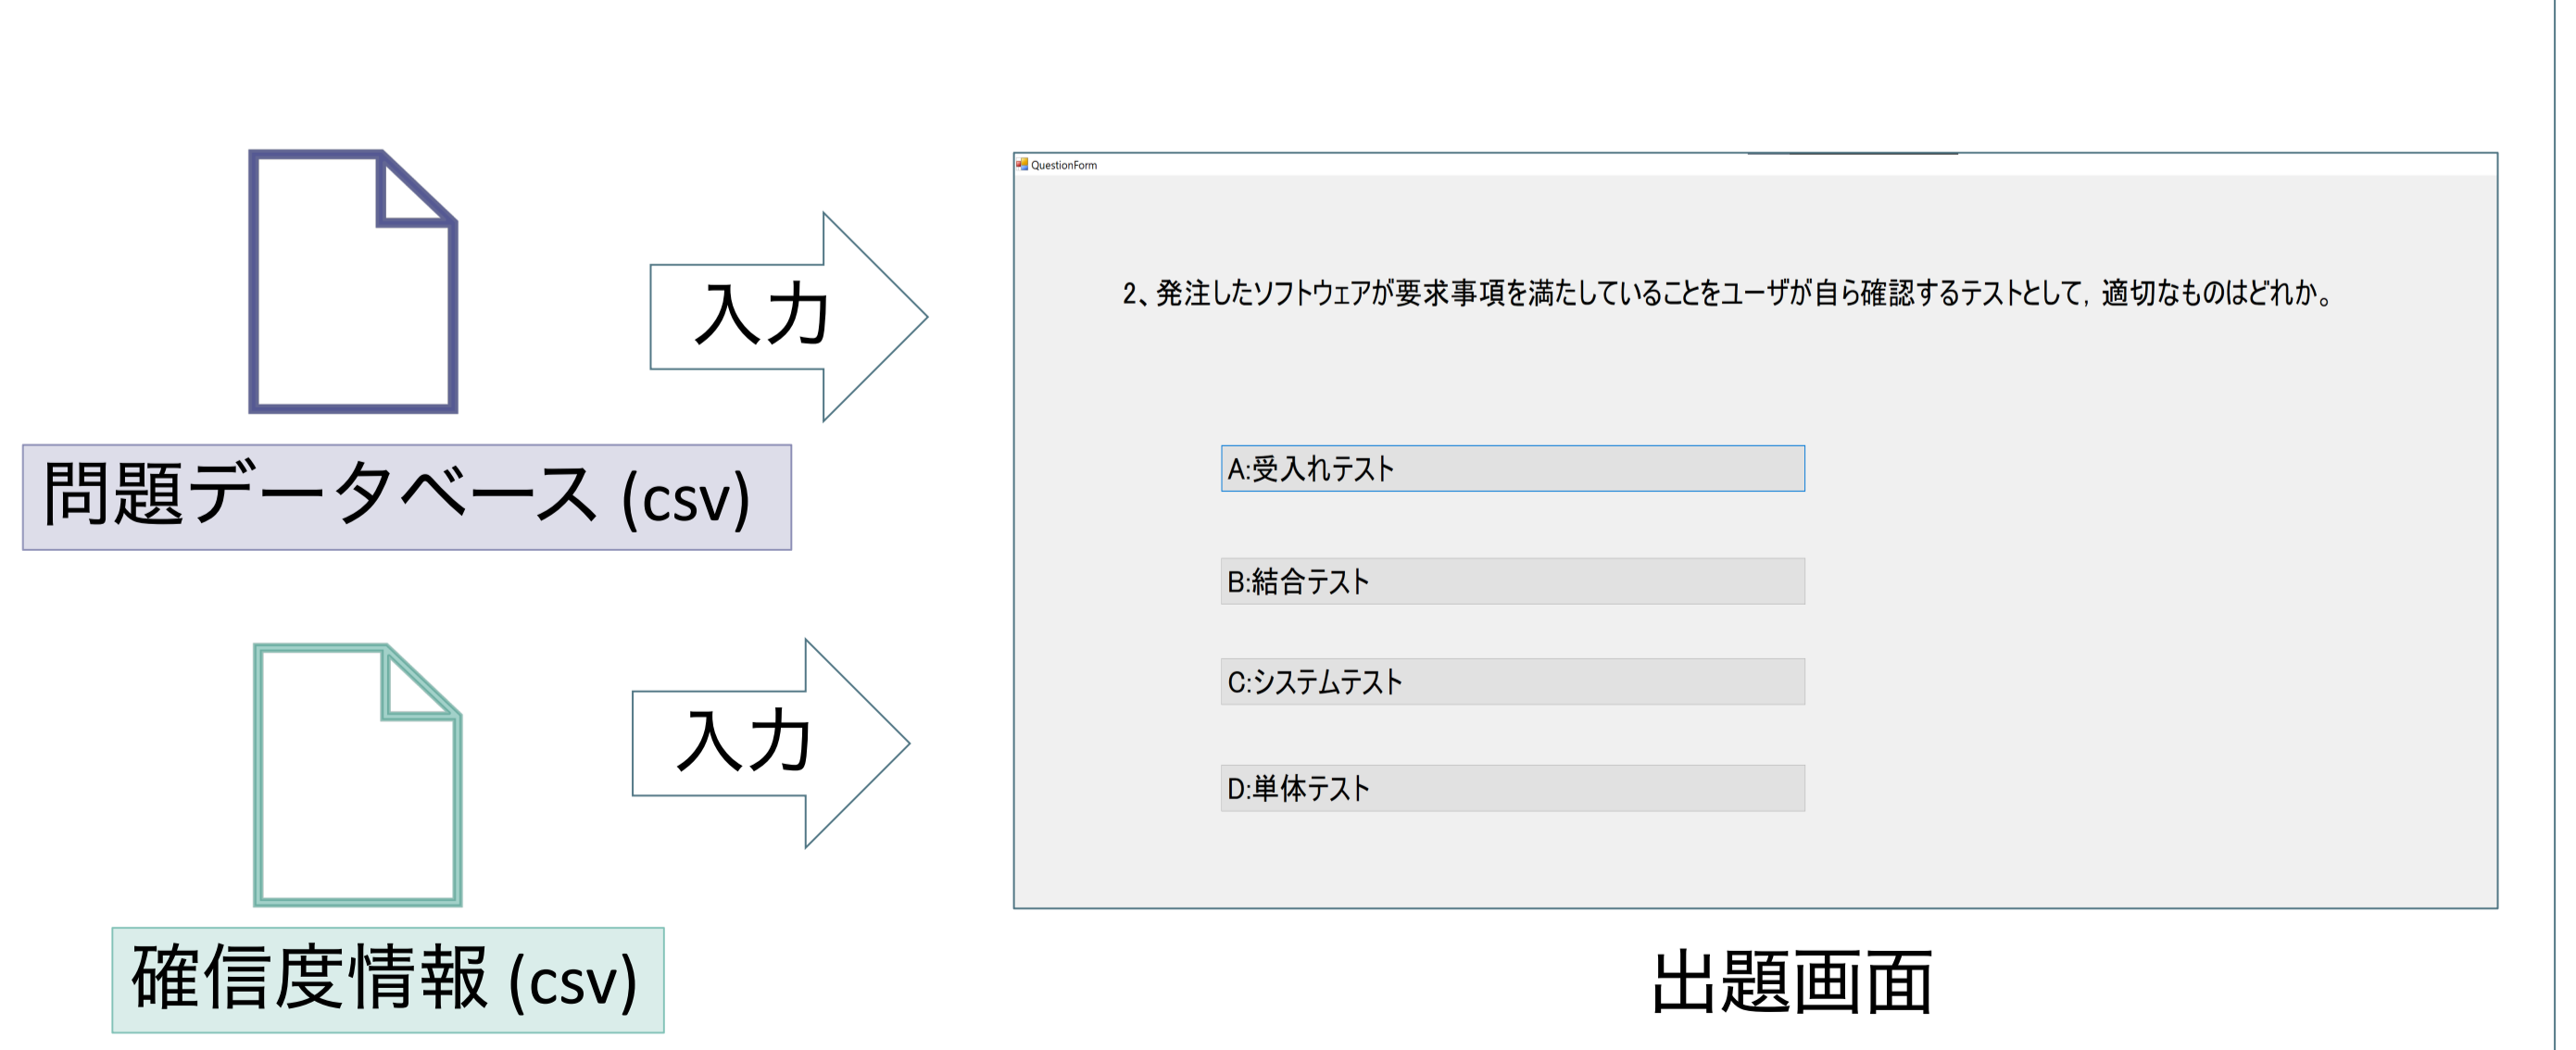 入力
問題データベース (csv)
入力
確信度情報 (csv)
QuestionForm
2、発注したソフトウェアが要求事項を満たしていることをユーザが自ら確認するテストとして，適切なものはどれか。
A:受入れテスト
B:結合テスト
C:システムテスト
D:単体テスト
出題画面